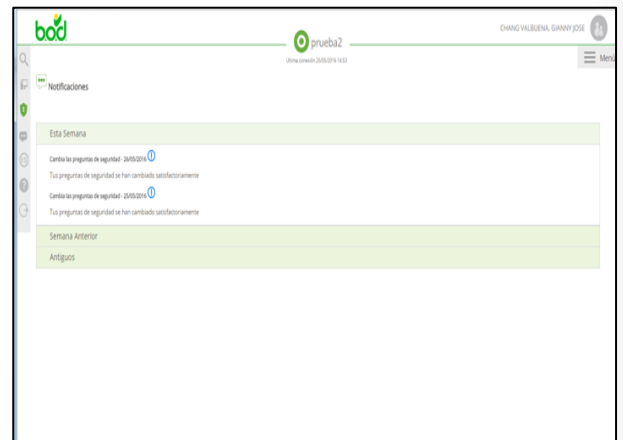 bod
CHANG VALBUENA, GIANNY JOSE
prueba2
Ultima conexión 25/05/2016 14:53
Menú
Notificaciones
Esta Semana
Cambia las preguntas de seguridad - 26/05/2016
Tus preguntas de seguridad se han cambiado satisfactoriamente
Cambia las preguntas de seguridad - 25/05/2016
Tus preguntas de seguridad se han cambiado satisfactoriamente
Semana Anterior
Antiguos